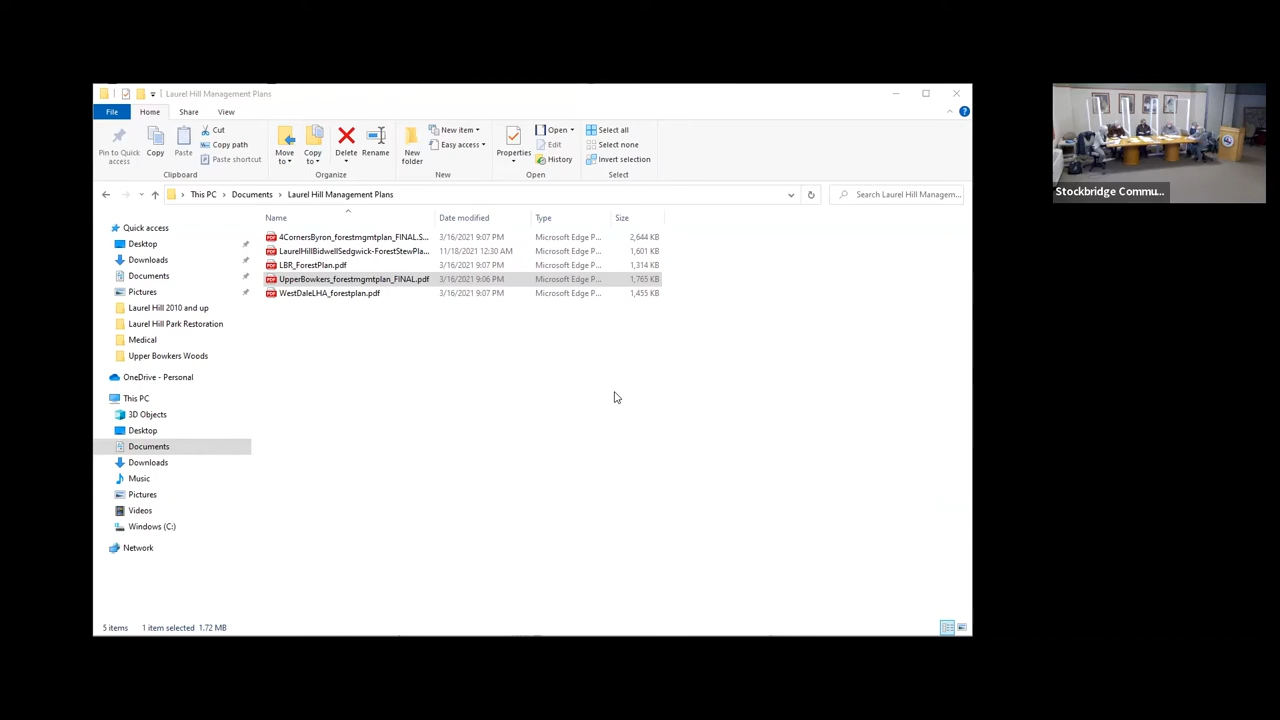 Laurel Hill Management Plans
File Home Share View
Pin to Quick access
Copy
Paste
Cut
Copy path
Paste shortcut
Clipboard
Move to
Copy to
Delete
Rename
Organize
New folder
New item
Easy access
New
Properties
Open
Edit
History
Open
Select all
Select none
Invert selection
Select
This PC > Documents > Laurel Hill Management Plans
Search Laurel Hill Managem...
Name Date modified Type Size
4CornersByron_forestmgmtplan_FINAL.S... 3/16/2021 9:07 PM Microsoft Edge P... 2,644 KB
LaurelHillBidwellSedgwick-ForestStewPla... 11/18/2021 12:30 AM Microsoft Edge P... 1,601 KB
LBR_ForestPlan.pdf 3/16/2021 9:07 PM Microsoft Edge P... 1,314 KB
UpperBowkers_forestmgmtplan_FINAL.pdf 3/16/2021 9:06 PM Microsoft Edge P... 1,765 KB
WestDaleLHA_forestplan.pdf 3/16/2021 9:07 PM Microsoft Edge P... 1,455 KB
Quick access
Desktop
Downloads
Documents
Pictures
Laurel Hill 2010 and up
Laurel Hill Park Restoration
Medical
Upper Bowkers Woods
OneDrive - Personal
This PC
3D Objects
Desktop
Documents
Downloads
Music
Pictures
Videos
Windows (C:)
Network
5 items 1 item selected 1.72 MB
Stockbridge Commu...